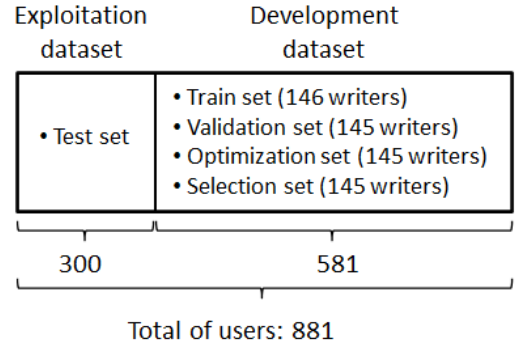 Exploitation dataset
Development dataset
• Test set
• Train set (146 writers)
• Validation set (145 writers)
• Optimization set (145 writers)
• Selection set (145 writers)
300
581
Total of users: 881